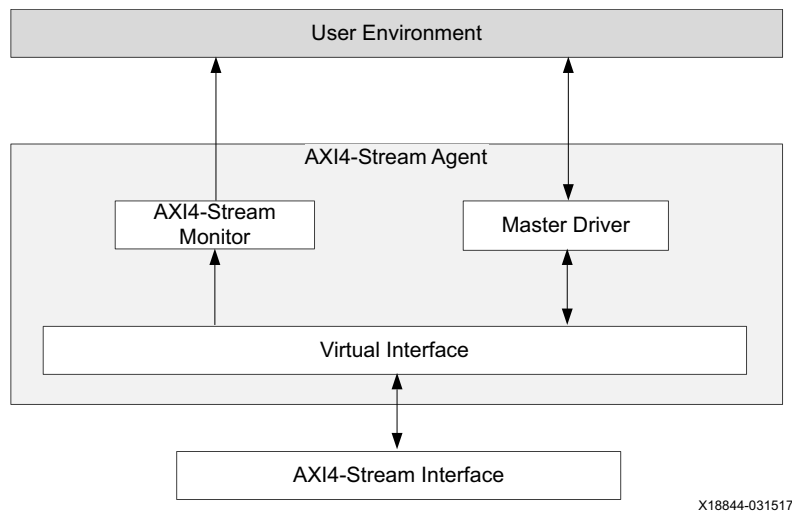 User Environment
AXI4-Stream Agent
AXI4-Stream
Monitor
Master Driver
Virtual Interface
AXI4-Stream Interface
X18844-031517